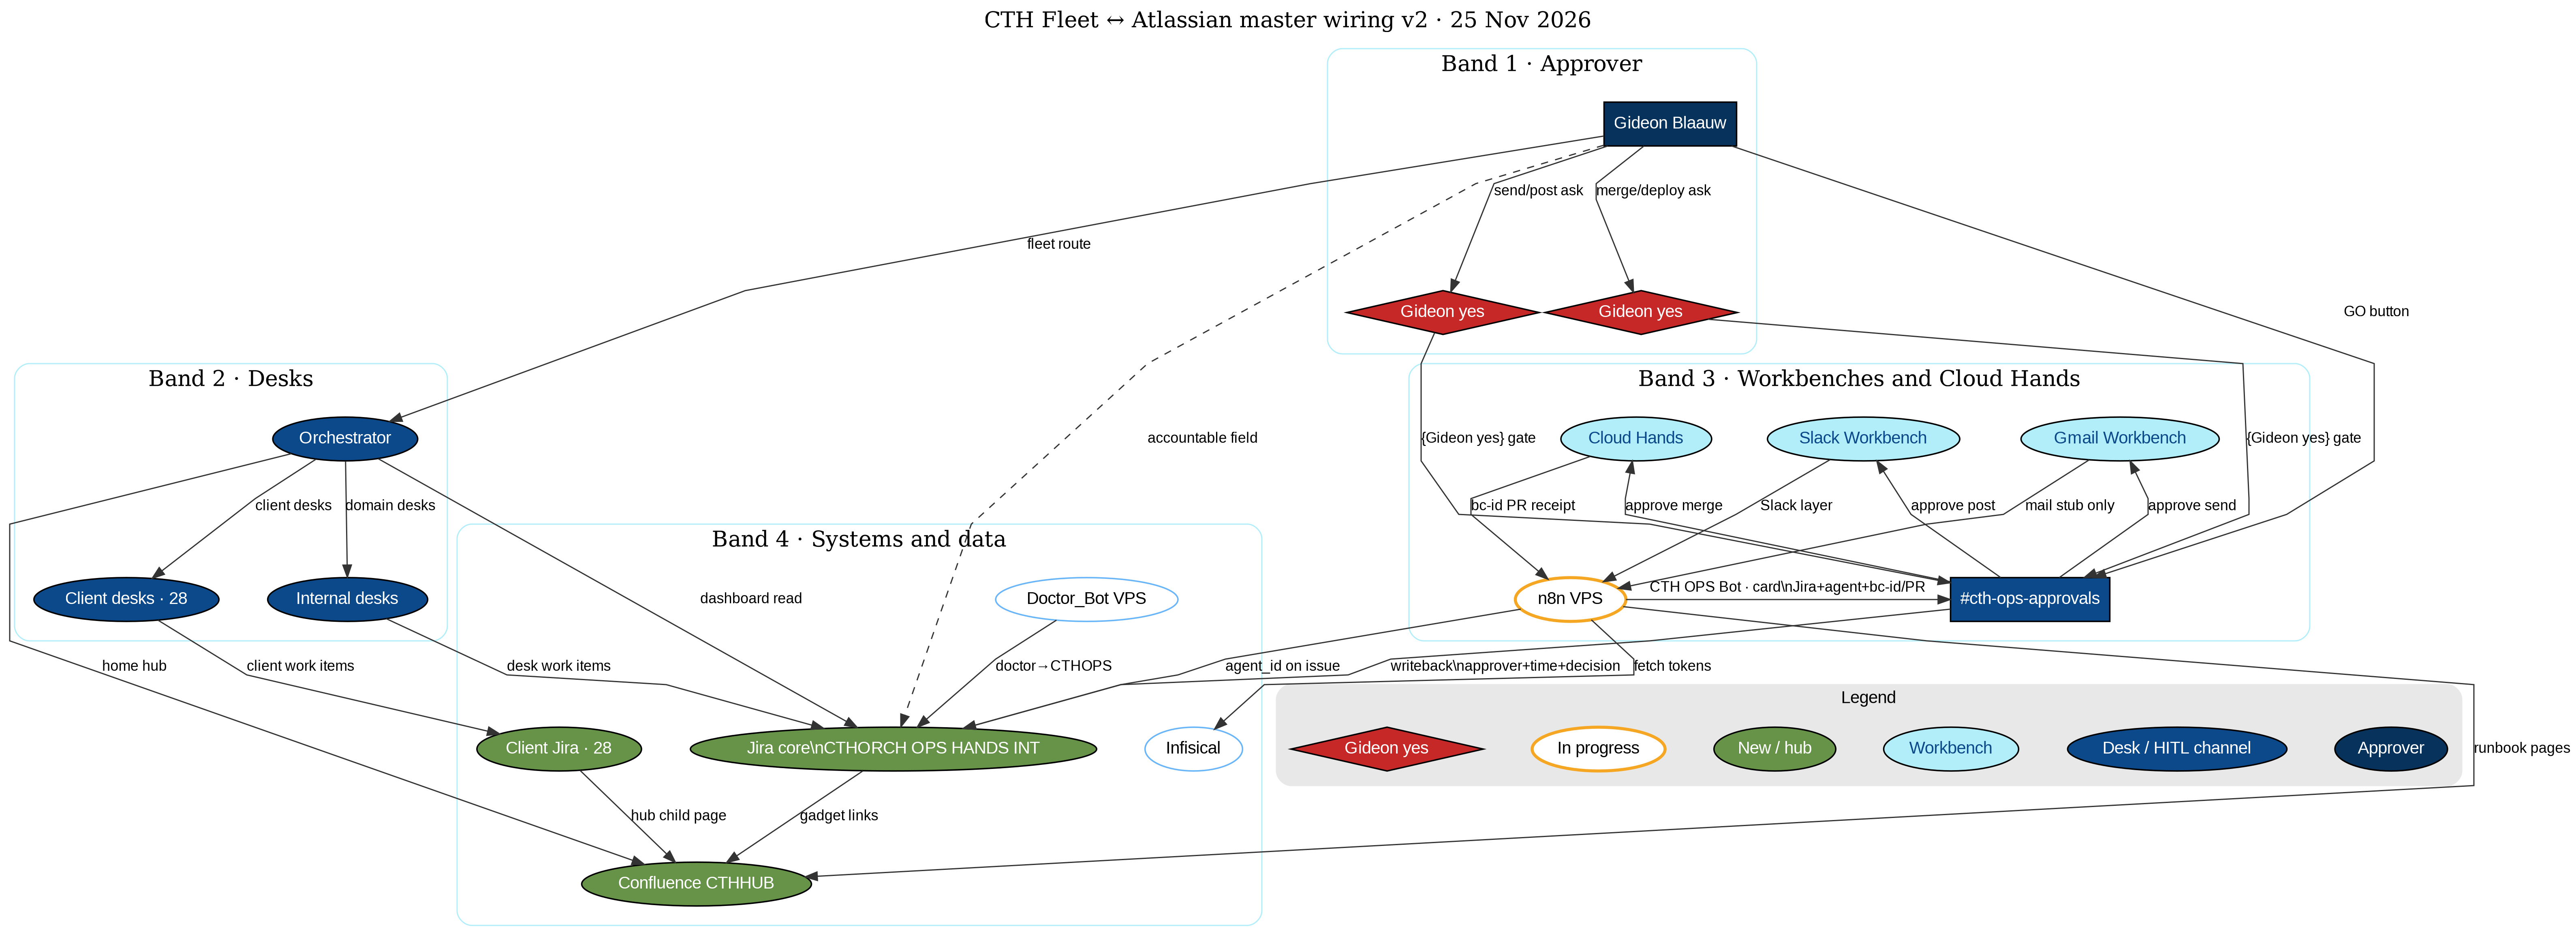 CTH Fleet ↔ Atlassian master wiring v2 · 25 Nov 2026
Band 1 · Approver
Gideon Blaauw
send/post ask
merge/deploy ask
fleet route
Gideon yes
Gideon yes
GO button
Band 2 · Desks
Band 3 · Workbenches and Cloud Hands
Orchestrator
accountable field
{Gideon yes} gate
Cloud Hands
Slack Workbench
Gmail Workbench
{Gideon yes} gate
client desks
domain desks
bc-id PR receipt
approve merge
Slack layer
approve post
mail stub only
approve send
Band 4 · Systems and data
Client desks · 28
Internal desks
dashboard read
Doctor_Bot VPS
n8n VPS
CTH OPS Bot · card\nJira+agent+bc-id/PR
#cth-ops-approvals
home hub
client work items
desk work items
doctor→CTHOPS
agent_id on issue
writeback\napprover+time+decision
fetch tokens
Legend
Client Jira · 28
Jira core\nCTHORCH OPS HANDS INT
Infisical
Gideon yes
In progress
New / hub
Workbench
Desk / HITL channel
Approver
runbook pages
hub child page
gadget links
Confluence CTHHUB